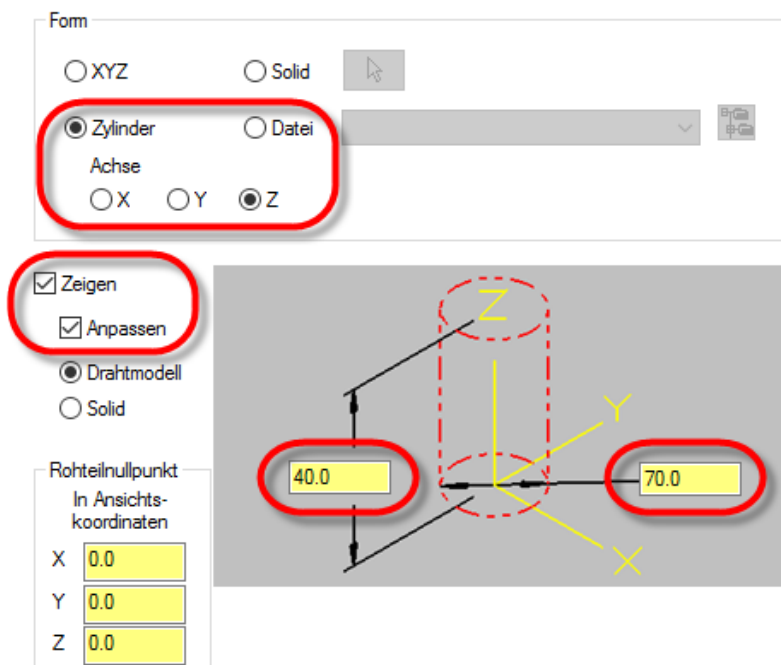 Form
XYZ Solid
Zylinder Datei
Achse
X Y Z
Zeigen
Anpassen
Drahtmodell
Solid
Z
Y
40.0 70.0
X
Rohteilnullpunkt
In Ansichts-
koordinaten
X 0.0
Y 0.0
Z 0.0